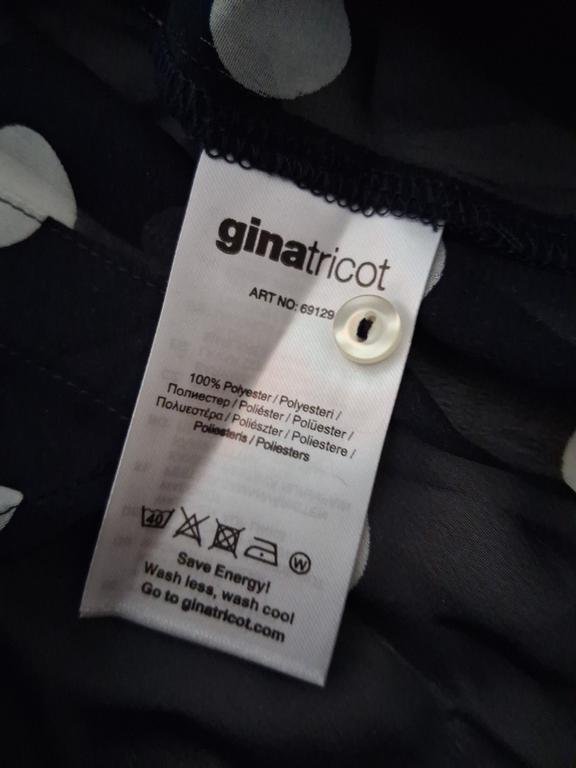 ginatricot
ART NO: 69129
100% Polyester / Polyesteri /
Полиестер / Poliéster / Polüester /
Πολυεστέρα / Poliészter / Poliestere /
Poliesteris / Poliesters
40
W
Save Energy!
Wash less, wash cool
Go to ginatricot.com